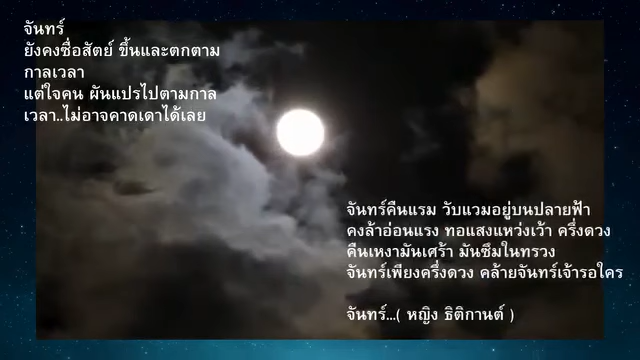 จันทร์
ยังคงซื่อสัตย์ ขึ้นและตกตาม
กาลเวลา
แต่ใจคน ผันแปรไปตามกาล
เวลา..ไม่อาจคาดเดาได้เลย
จันทร์คืนแรม วับแวมอยู่บนปลายฟ้า
คงล้าอ่อนแรง ทอแสงแหว่งเว้า ครึ่งดวง
คืนเหงามันเศร้า มันซึมในทรวง
จันทร์เพียงครึ่งดวง คล้ายจันทร์เจ้ารอใคร
จันทร์...( หญิง ธิติกานต์ )